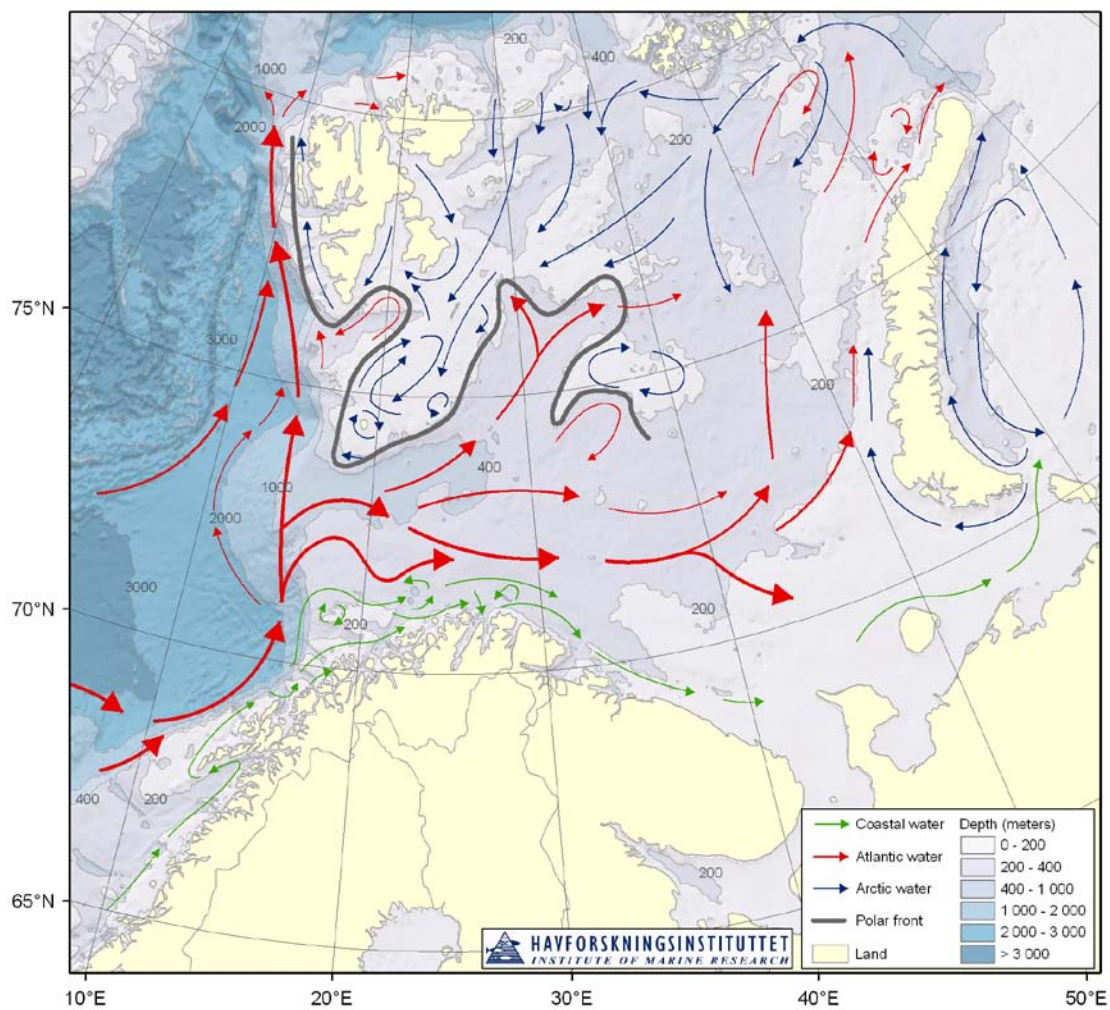 200
400
1000
2000
200
75°N
3000
200
400
1000
2000
3000
70°N
200
200
400
200
65°N
200
Coastal water
Atlantic water
Arctic water
Polar front
Land
Depth (meters)
0 - 200
200 - 400
400 - 1 000
1 000 - 2 000
2 000 - 3 000
> 3 000
HAVFORSKNINGSINSTITUTTET
INSTITUTE OF MARINE RESEARCH
10°E
20°E
30°E
40°E
50°E